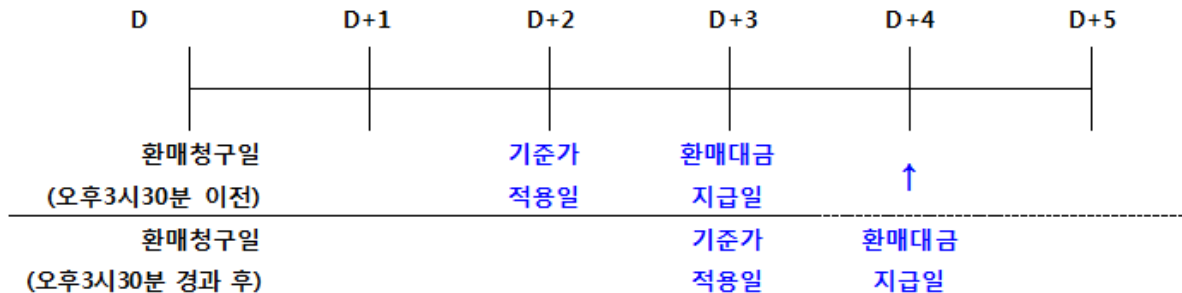 D D+1 D+2 D+3 D+4 D+5
환매청구일 기준가 환매대금
(오후3시30분 이전) 적용일 지급일 ↑
환매청구일 기준가 환매대금
(오후3시30분 경과 후) 적용일 지급일